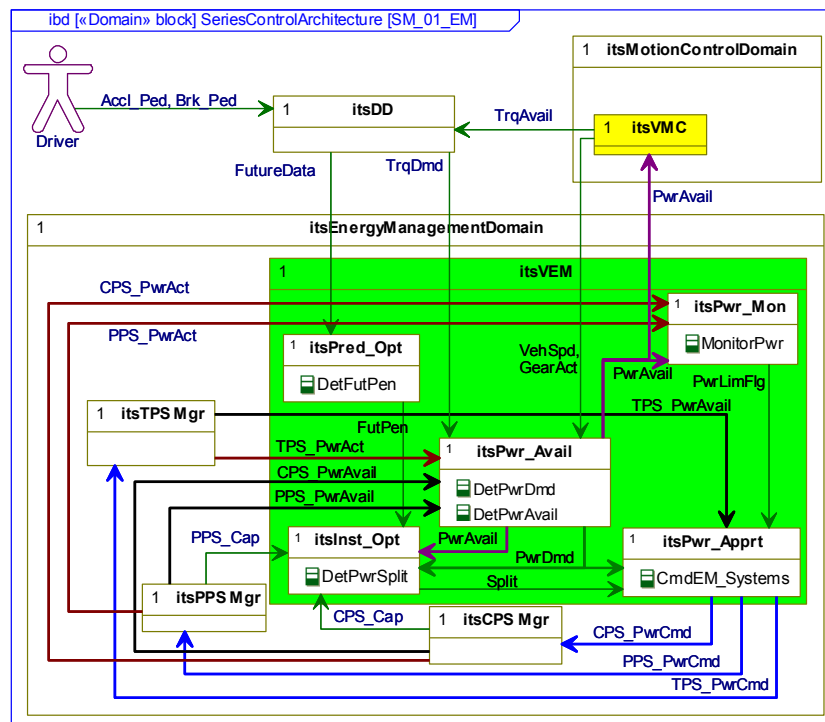 ibd [«Domain» block] SeriesControlArchitecture [SM_01_EM]
1
itsMotionControlDomain
Accl_Ped, Brk_Ped
1
itsDD
TrqAvail
1
itsVMC
Driver
FutureData
TrqDmd
PwrAvail
1
itsEnergyManagementDomain
1
itsVEM
CPS_PwrAct
1
itsPwr_Mon
MonitorPwr
PPS_PwrAct
1
itsPred_Opt
DetFutPen
VehSpd,
GearAct
PwrAvail
PwrLimFlg
1
itsTPS Mgr
TPS_PwrAvail
FutPen
TPS_PwrAct
1
itsPwr_Avail
DetPwrDmd
DetPwrAvail
CPS_PwrAvail
PPS_PwrAvail
PPS_Cap
1
itsInst_Opt
DetPwrSplit
PwrAvail
PwrDmd
1
itsPwr_Apprt
CmdEM_Systems
Split
1
itsPPS Mgr
CPS_Cap
1
itsCPS Mgr
CPS_PwrCmd
PPS_PwrCmd
TPS_PwrCmd